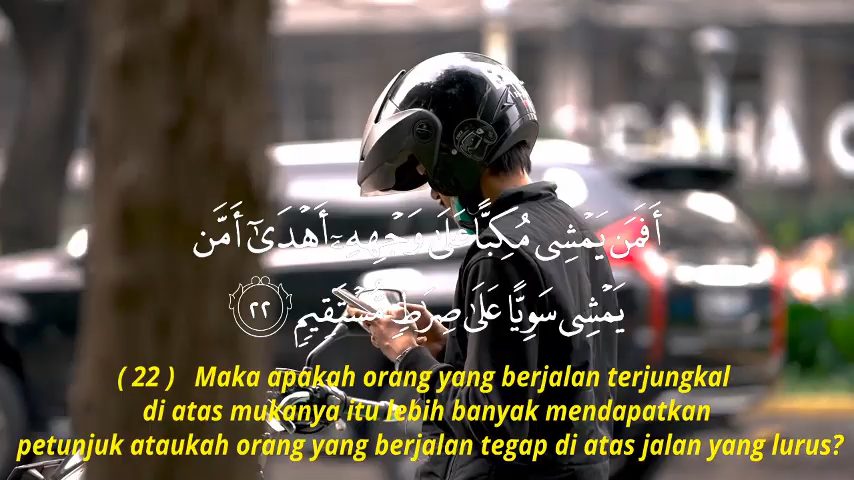 أَفَمَن يَمْشِى مُكِبًّا عَلَىٰ وَجْهِهِۦٓ أَهْدَىٰٓ أَمَّن
يَمْشِى سَوِيًّا عَلَىٰ صِرَٰطٍ مُّسْتَقِيمٍ ٢٢
( 22 ) Maka apakah orang yang berjalan terjungkal
di atas mukanya itu lebih banyak mendapatkan
petunjuk ataukah orang yang berjalan tegap di atas jalan yang lurus?